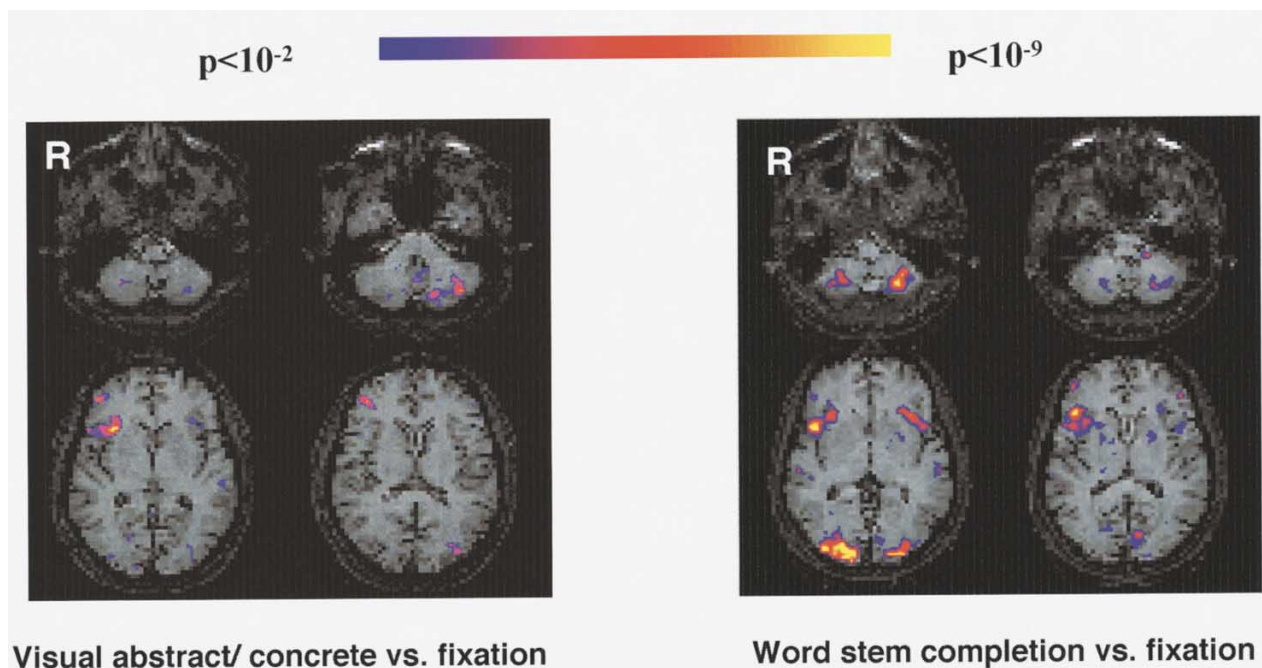 p<10⁻²
p<10⁻⁹
R
R
Visual abstract/ concrete vs. fixation
Word stem completion vs. fixation